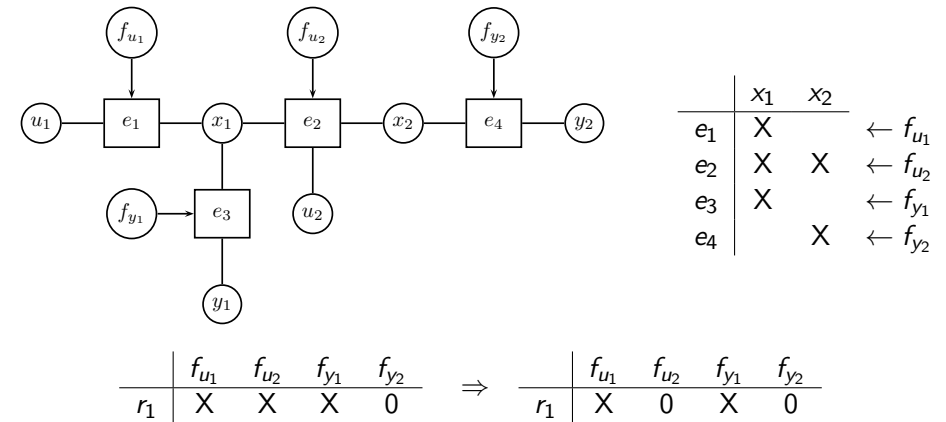 f_{u_1} f_{u_2} f_{y_2}
u_1 e_1 x_1 e_2 x_2 e_4 y_2
f_{y_1} e_3 u_2
y_1
x_1 x_2
e_1 X ← f_{u_1}
e_2 X X ← f_{u_2}
e_3 X ← f_{y_1}
e_4 X ← f_{y_2}
f_{u_1} f_{u_2} f_{y_1} f_{y_2} ⇒ f_{u_1} f_{u_2} f_{y_1} f_{y_2}
r_1 X X X 0 r_1 X 0 X 0